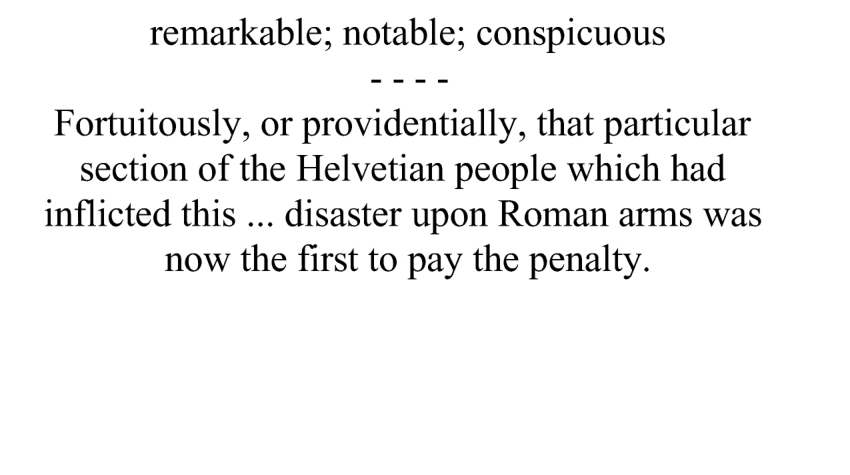 remarkable; notable; conspicuous
- - - -
Fortuitously, or providentially, that particular
section of the Helvetian people which had
inflicted this ... disaster upon Roman arms was
now the first to pay the penalty.